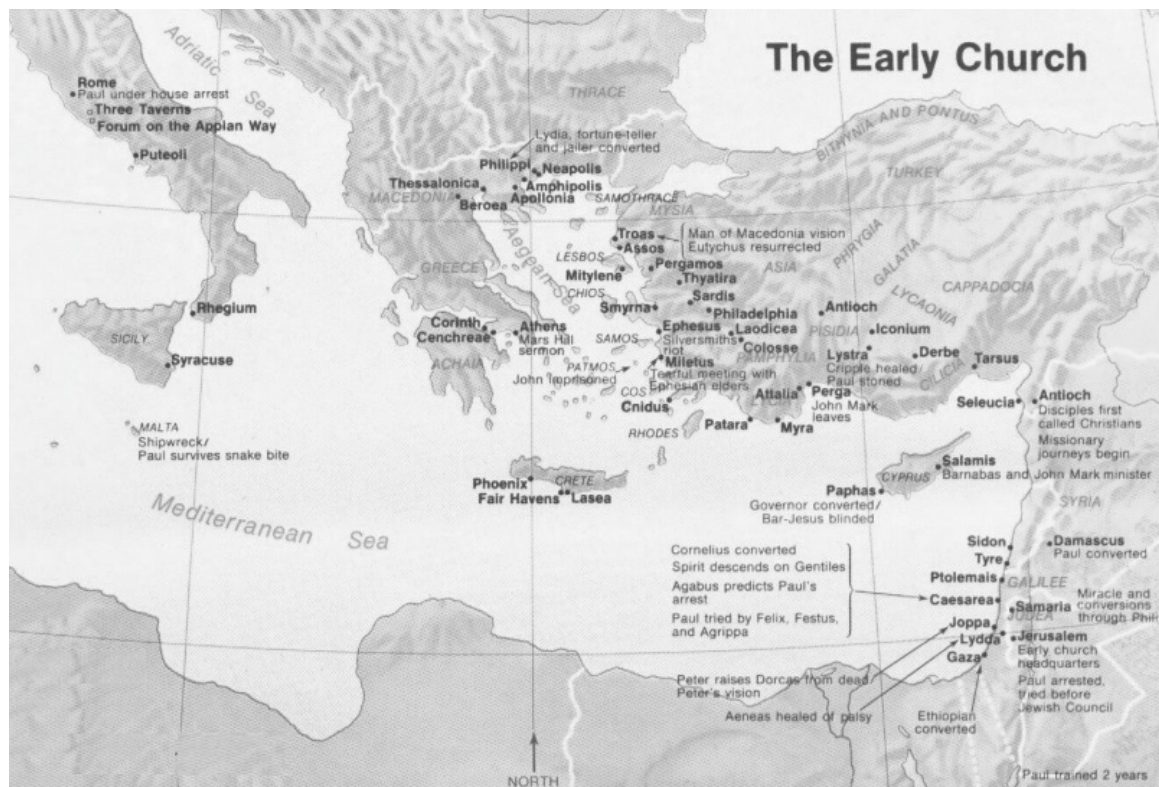 The Early Church
Adriatic
Sea
Rome
Paul under house arrest
Three Taverns
Forum on the Appian Way
Puteoli
THRACE
BITHYNIA AND PONTUS
Lydia, fortune-teller
and jailer converted
Philippi
Neapolis
TURKEY
Thessalonica
Amphipolis
MACEDONIA
Beroea
Apollonia
SAMOTHRACE
MYSIA
Troas
Man of Macedonia vision
Eutychus resurrected
Assos
Aegean Sea
LESBOS
PHRYGIA
GALATIA
GREECE
Mitylene
Pergamos
ASIA
Thyatira
CAPPADOCIA
CHIOS
LYCAONIA
Sardis
Rhegium
Smyrna
Philadelphia
Antioch
Corinth
Athens
Ephesus
Laodicea
PISIDIA
Iconium
Cenchreae
Mars Hill
sermon
SAMOS
Silversmiths
riot
Colosse
SICILY
Syracuse
ACHAIA
PATMOS
John imprisoned
Miletus
Tearful meeting with
Ephesian elders
PAMPHYLIA
Lystra
Cripple healed/
Paul stoned
Derbe
CILICIA
Tarsus
COS
Cnidus
Attalia
Perga
John Mark
leaves
LYCIA
Seleucia
Antioch
Disciples first
called Christians
Missionary
journeys begin
MALTA
Shipwreck/
Paul survives snake bite
RHODES
Patara
Myra
Phoenix
CRETE
Fair Havens
Lasea
Salamis
Barnabas and John Mark minister
CYPRUS
Paphas
Governor converted/
Bar-Jesus blinded
SYRIA
Mediterranean Sea
Sidon
Damascus
Paul converted
Tyre
Cornelius converted
Spirit descends on Gentiles
Agabus predicts Paul's
arrest
Paul tried by Felix, Festus,
and Agrippa
Ptolemais
GALILEE
Caesarea
Samaria
Miracle and
conversions
through Phil
JUDEA
Joppa
Lydda
Jerusalem
Early church
headquarters
Paul arrested,
tried before
Jewish Council
Gaza
Peter raises Dorcas from dead/
Peter's vision
Aeneas healed of palsy
Ethiopian
converted
NORTH
Paul trained 2 years